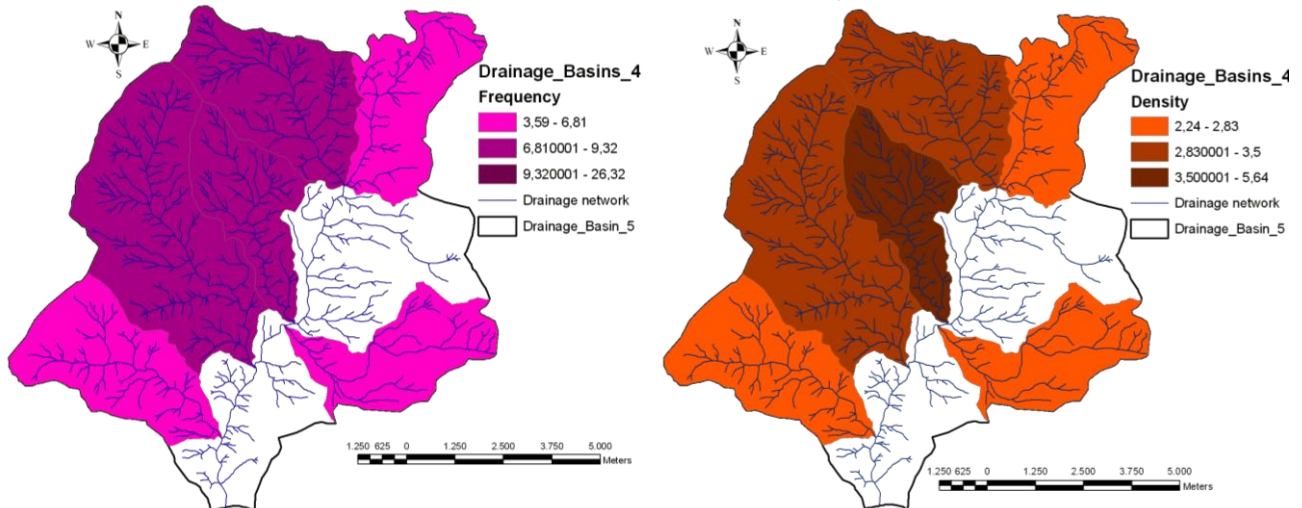 N
W E
S
Drainage_Basins_4
Frequency
3,59 - 6,81
6,810001 - 9,32
9,320001 - 26,32
Drainage network
Drainage_Basin_5
1.250 625 0 1.250 2.500 3.750 5.000
Meters
N
W E
S
Drainage_Basins_4
Density
2,24 - 2,83
2,830001 - 3,5
3,500001 - 5,64
Drainage network
Drainage_Basin_5
1.250 625 0 1.250 2.500 3.750 5.000
Meters